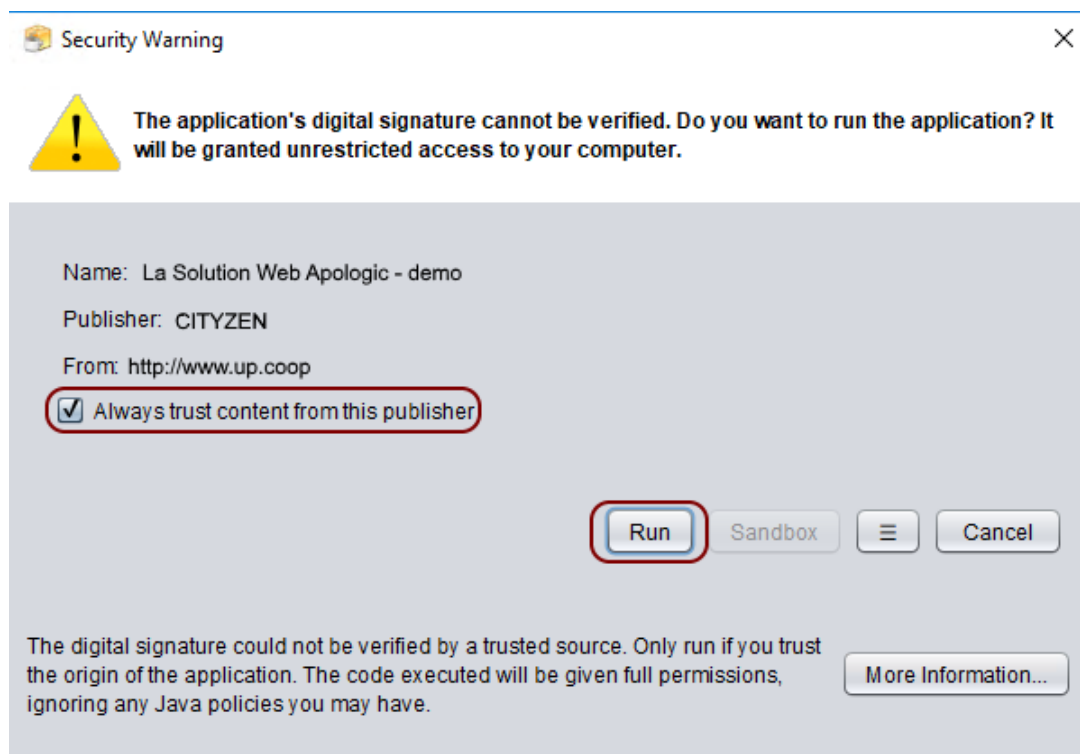 Security Warning
The application's digital signature cannot be verified. Do you want to run the application? It
will be granted unrestricted access to your computer.
Name: La Solution Web Apologic - demo
Publisher: CITYZEN
From: http://www.up.coop
Always trust content from this publisher
Run Sandbox ☰ Cancel
The digital signature could not be verified by a trusted source. Only run if you trust
the origin of the application. The code executed will be given full permissions,
ignoring any Java policies you may have.
More Information...